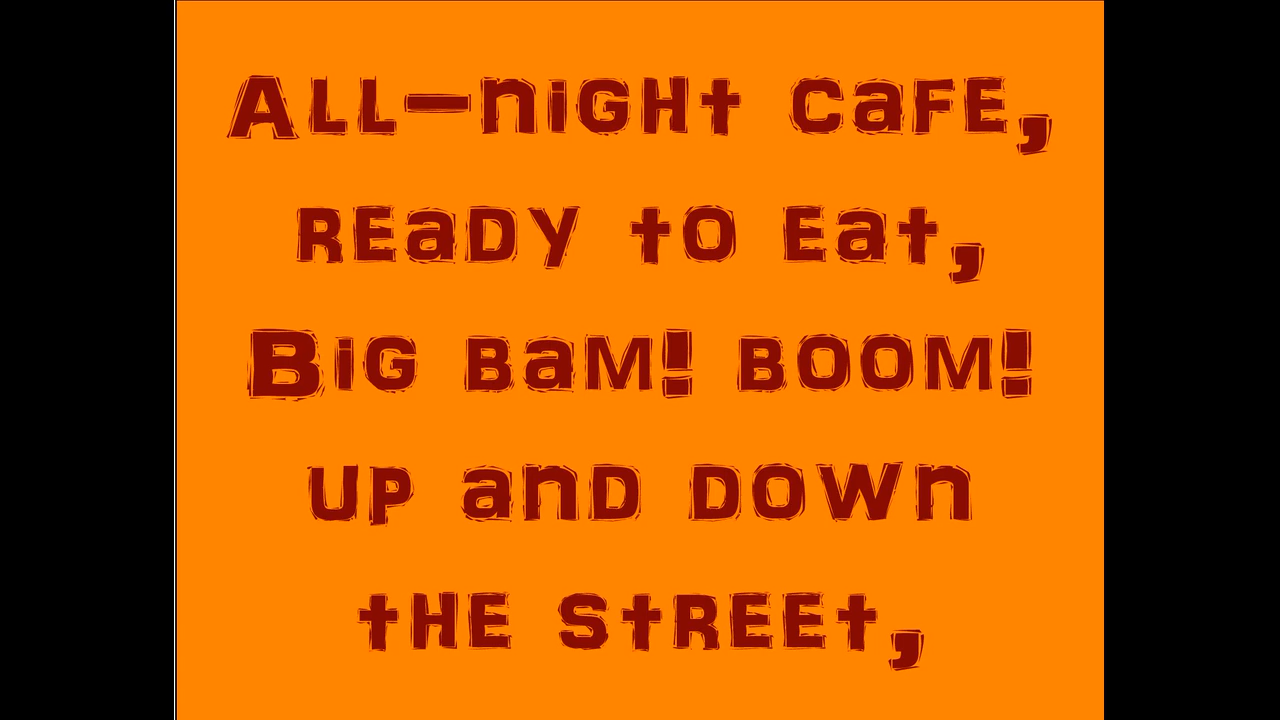 All-night cafe,
ready to eat,
Big bam! boom!
up and down
the street,